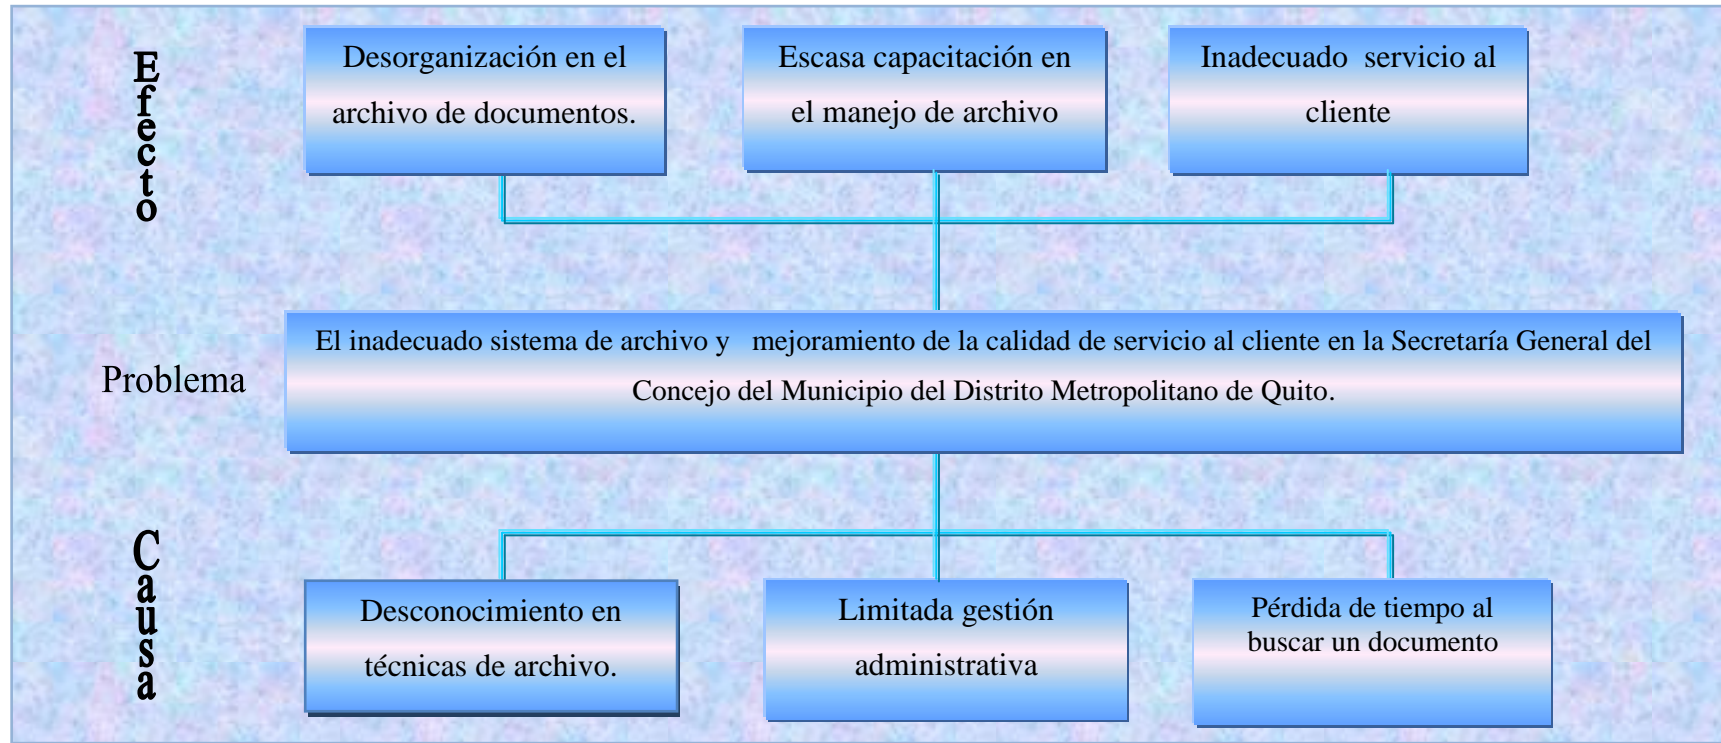 Efecto
Desorganización en el
archivo de documentos.
Escasa capacitación en
el manejo de archivo
Inadecuado servicio al
cliente
Problema
El inadecuado sistema de archivo y mejoramiento de la calidad de servicio al cliente en la Secretaría General del
Concejo del Municipio del Distrito Metropolitano de Quito.
Causa
Desconocimiento en
técnicas de archivo.
Limitada gestión
administrativa
Pérdida de tiempo al
buscar un documento